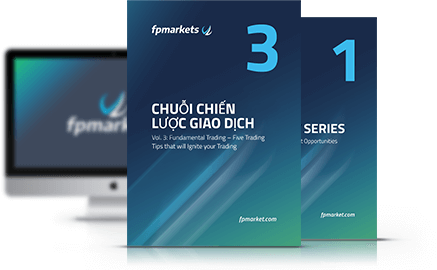 fpmarkets
3
CHUỖI CHIẾN
LƯỢC GIAO DỊCH
Vol. 3: Fundamental Trading – Five Trading
Tips that will Ignite your Trading
fpmarket.com
1
SERIES
Opportunities
fpmarket.com
fpmarkets